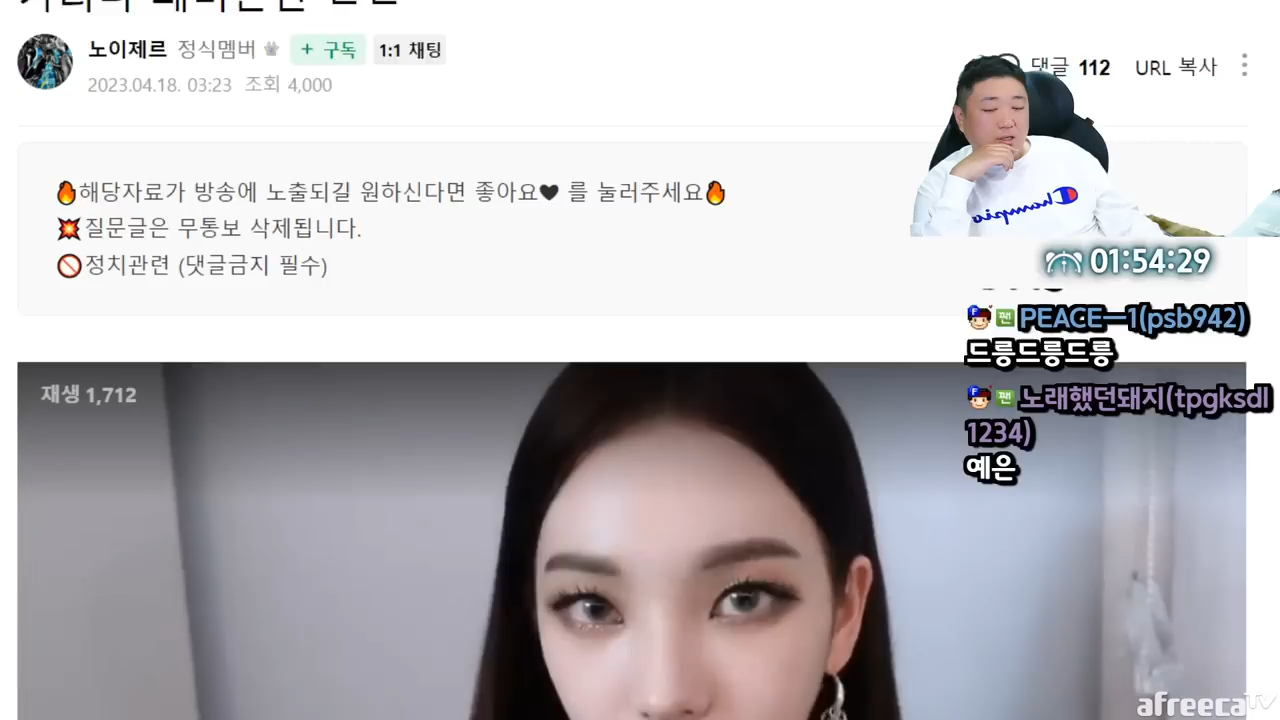 노이제르 정식멤버 + 구독 1:1 채팅
2023.04.18. 03:23 조회 4,000
댓글 112 URL 복사
🔥해당자료가 방송에 노출되길 원하신다면 좋아요🖤 를 눌러주세요🔥
💥질문글은 무통보 삭제됩니다.
🚫정치관련 (댓글금지 필수)
01:54:29
PEACE—1(psb942)
드릉드릉드릉
노래했던돼지(tpgksdl
1234)
예은
재생 1,712
Champio
afreecaTV